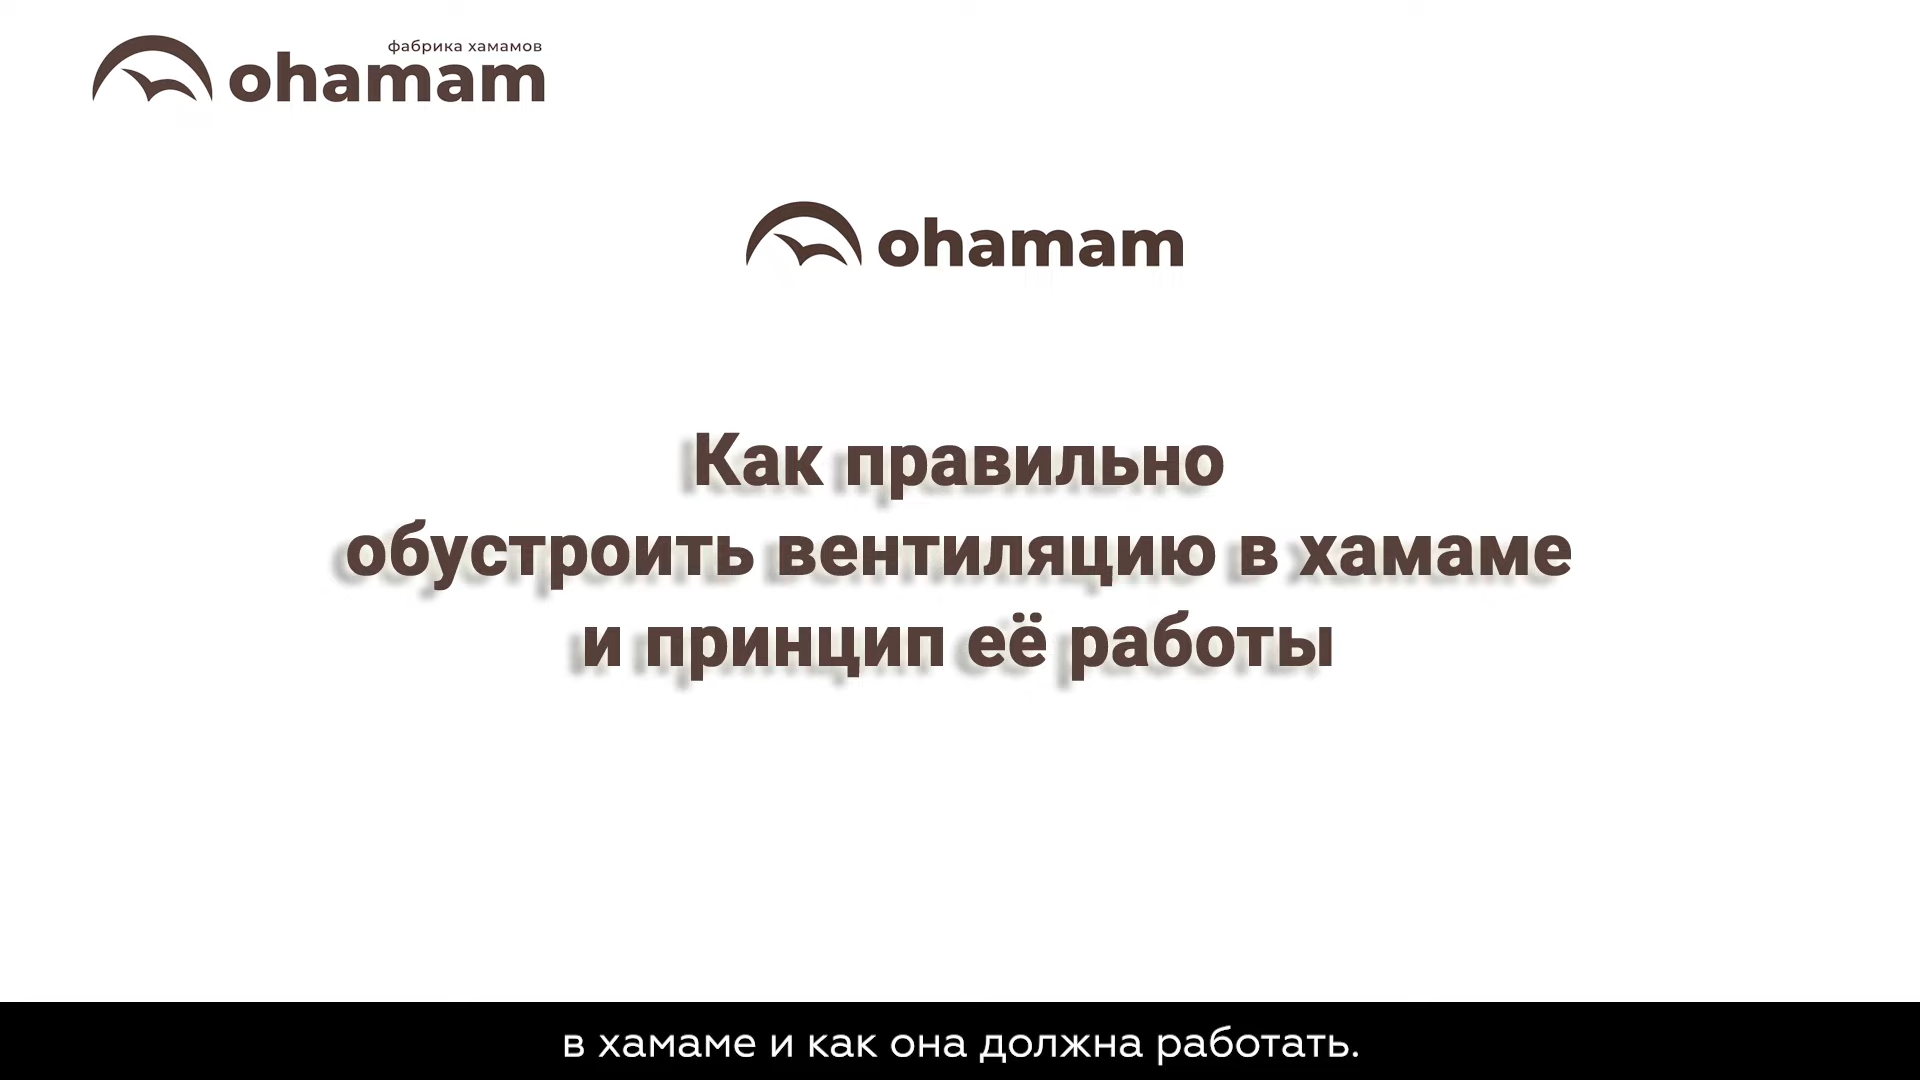 фабрика хамамов
ohamam
ohamam
Как правильно
обустроить вентиляцию в хамаме
и принцип её работы
в хамаме и как она должна работать.